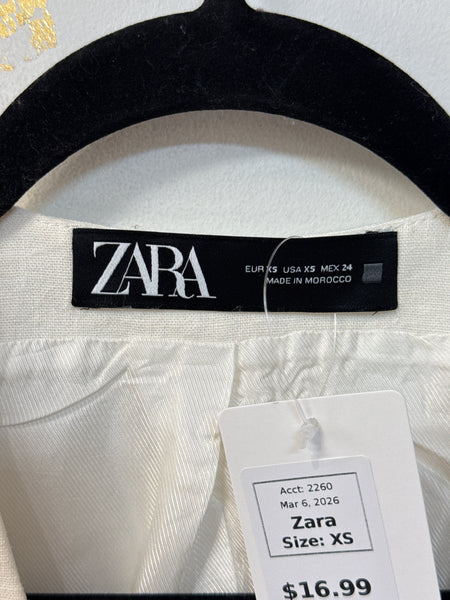 ZARA
EUR XS USA XS MEX 24
MADE IN MOROCCO
Acct: 2260
Mar 6, 2026
Zara
Size: XS
$16.99